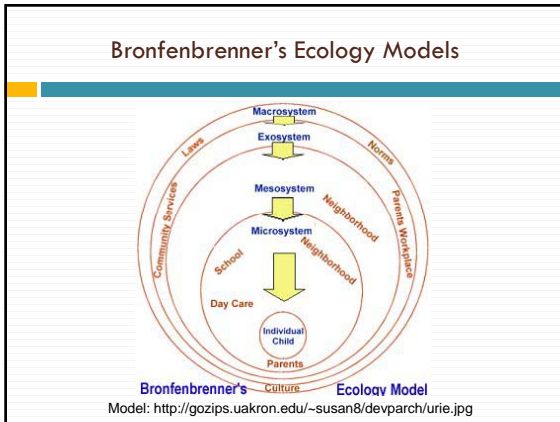 Bronfenbrenner's Ecology Models
Macrosystem
Laws
Exosystem
Norms
Community Services
Mesosystem
Neighborhood
Parents Workplace
Microsystem
School
Neighborhood
Day Care
Individual
Child
Parents
Bronfenbrenner's
Culture
Ecology Model
Model: http://gozips.uakron.edu/~susan8/devparch/urie.jpg